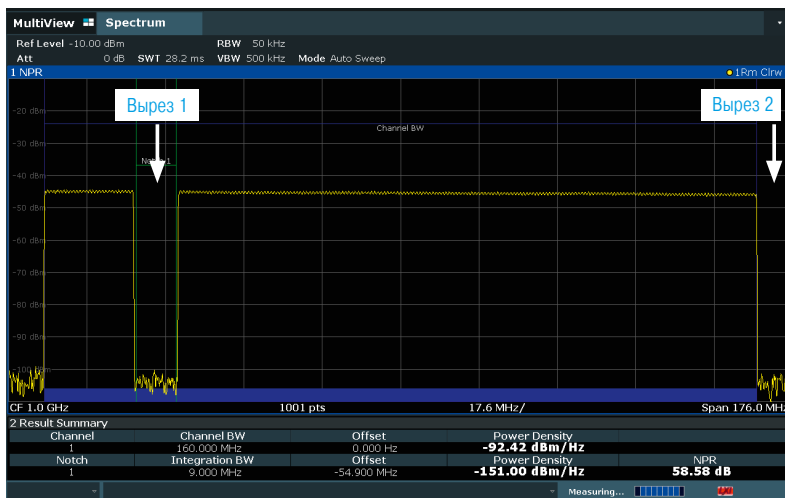 MultiView Spectrum
Ref Level -10.00 dBm RBW 50 kHz
Att 0 dB SWT 28.2 ms VBW 500 kHz Mode Auto Sweep
1 NPR 1Rm Clrw
Вырез 1 Вырез 2
-20 dBm
Channel BW
-30 dBm
Notch 1
-40 dBm
-50 dBm
-60 dBm
-70 dBm
-80 dBm
-90 dBm
-100 dBm
CF 1.0 GHz 1001 pts 17.6 MHz/ Span 176.0 MHz
2 Result Summary
Channel Channel BW Offset Power Density
1 160.000 MHz 0.000 Hz -92.42 dBm/Hz
Notch Integration BW Offset Power Density NPR
1 9.000 MHz -54.900 MHz -151.00 dBm/Hz 58.58 dB
Measuring...